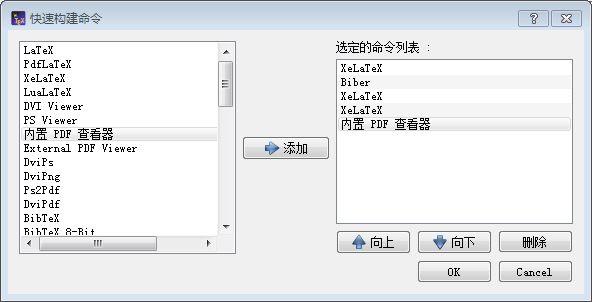 快速构建命令
LaTeX
PdfLaTeX
XeLaTeX
LuaLaTeX
DVI Viewer
PS Viewer
内置 PDF 查看器
External PDF Viewer
DviPs
DviPng
Ps2Pdf
DviPdf
BibTeX
BibTeX 8-Bit
添加
选定的命令列表 :
XeLaTeX
Biber
XeLaTeX
XeLaTeX
内置 PDF 查看器
向上
向下
删除
OK
Cancel